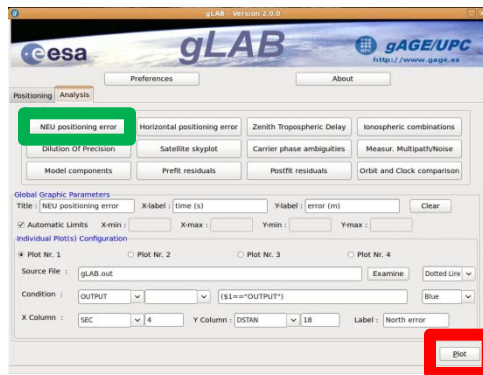 gLAB - Version 2.0.0
esa gLAB gAGE/UPC
http://www.gage.es
Preferences About
Positioning Analysis
NEU positioning error Horizontal positioning error Zenith Tropospheric Delay Ionospheric combinations
Dilution Of Precision Satellite skyplot Carrier phase ambiguities Measur. Multipath/Noise
Model components Prefit residuals Postfit residuals Orbit and Clock comparison
Global Graphic Parameters
Title : NEU positioning error X-label : time (s) Y-label : error (m) Clear
Automatic Limits X-min : X-max : Y-min : Y-max :
Individual Plot(s) Configuration
Plot Nr. 1 Plot Nr. 2 Plot Nr. 3 Plot Nr. 4
Source File : gLAB.out Examine Dotted Line
Condition : OUTPUT ($1=="OUTPUT") Blue
X Column : SEC 4 Y Column : DSTAN 18 Label : North error
Plot